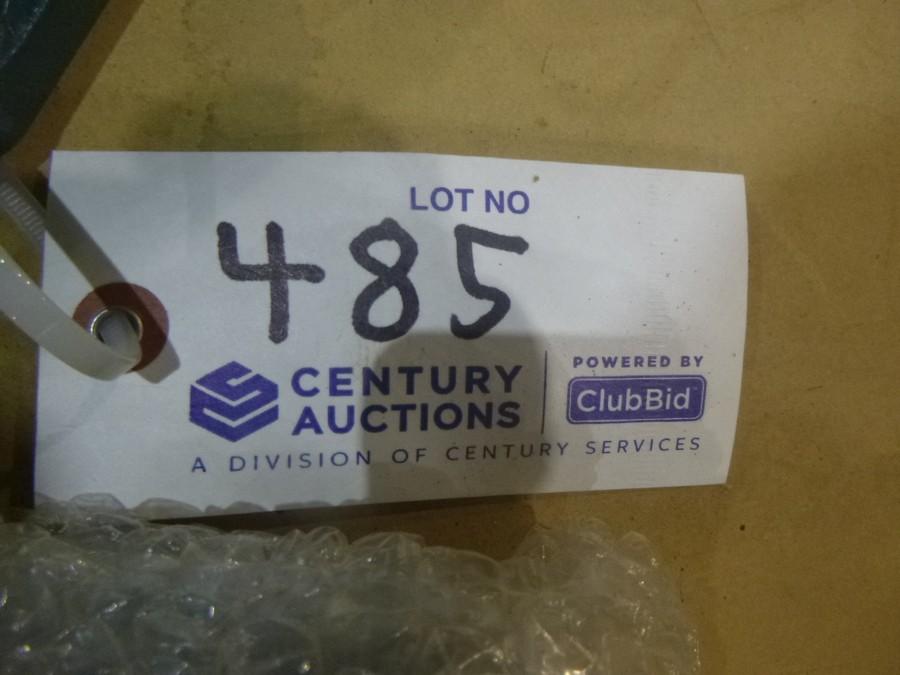 LOT NO
485
CENTURY
AUCTIONS
POWERED BY
ClubBid
A DIVISION OF CENTURY SERVICES